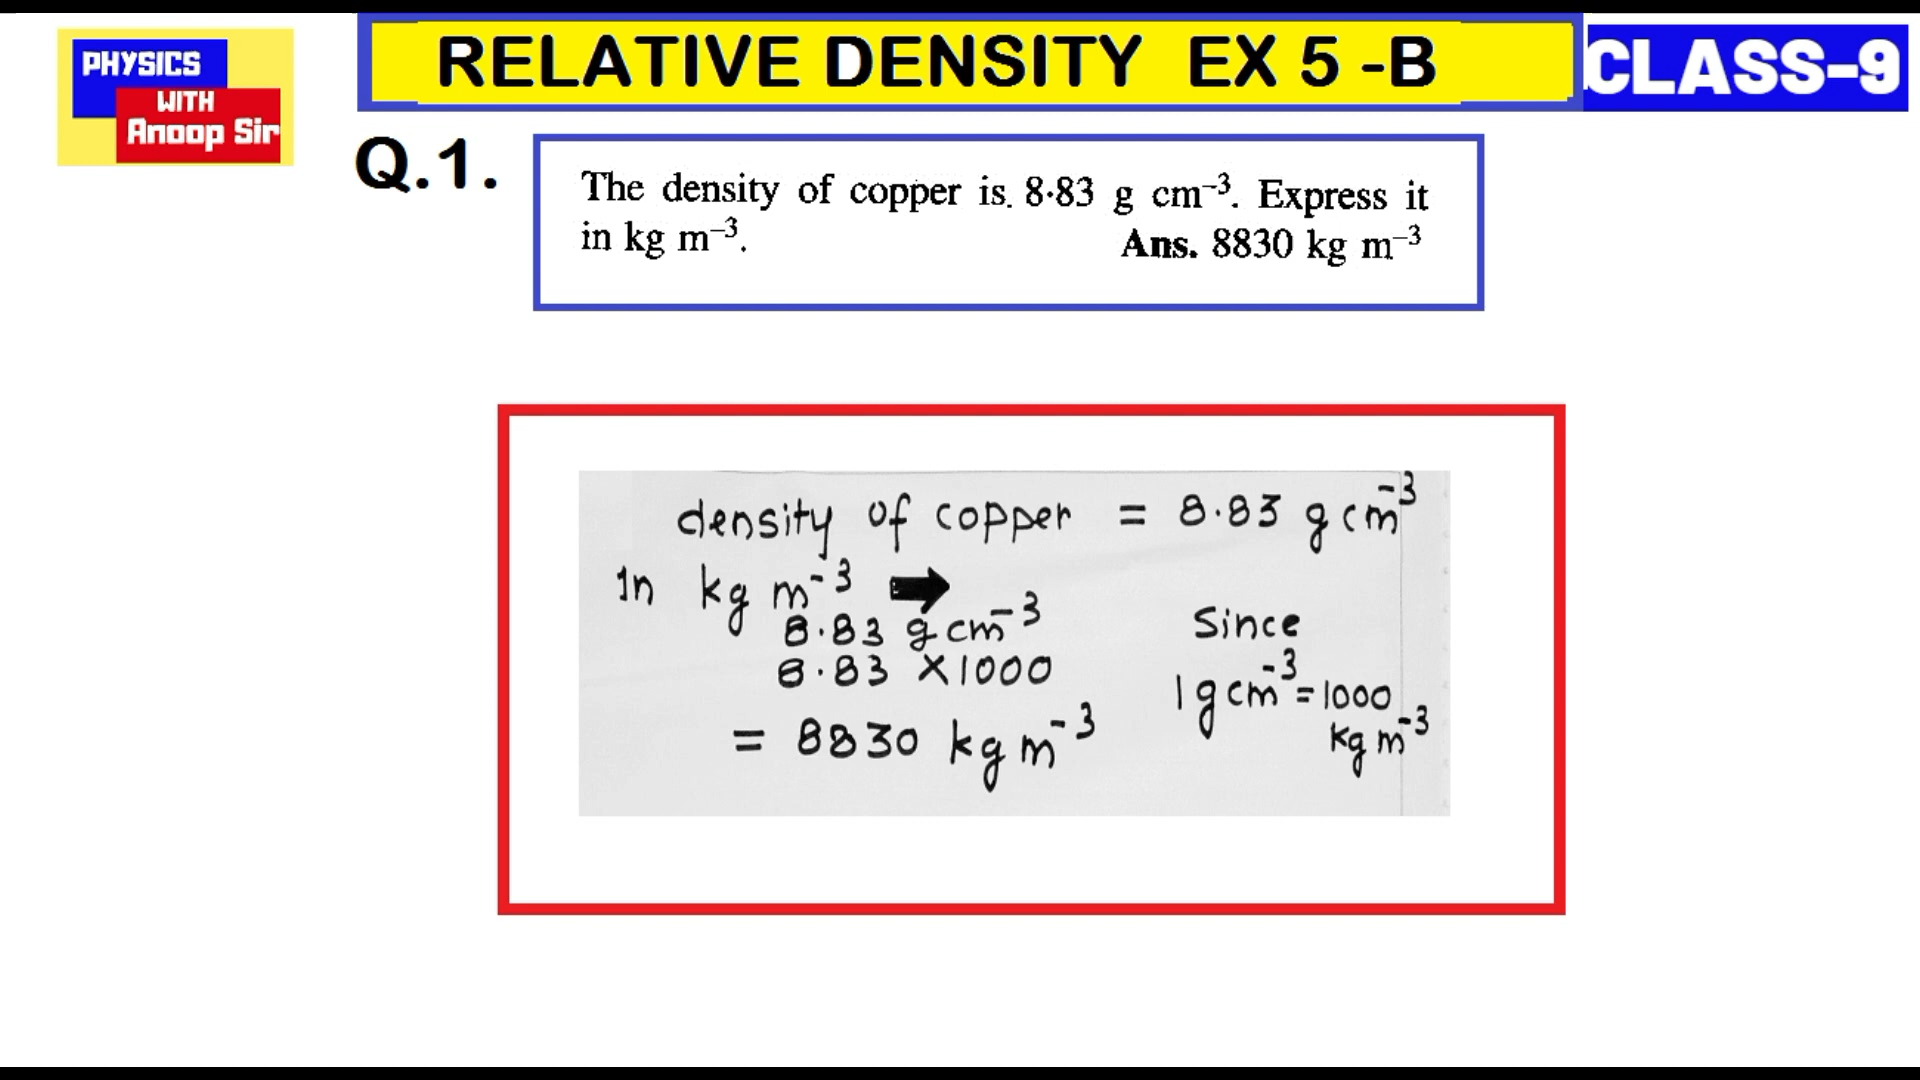 PHYSICS
WITH
Anoop Sir
RELATIVE DENSITY EX 5 -B
CLASS-9
Q.1.
The density of copper is. 8·83 g cm⁻³. Express it
in kg m⁻³. Ans. 8830 kg m⁻³
density of copper = 8.83 g cm⁻³
In kg m⁻³ ➡
8.83 g cm⁻³
8.83 ×1000
= 8830 kg m⁻³
Since
1 g cm⁻³ = 1000
kg m⁻³